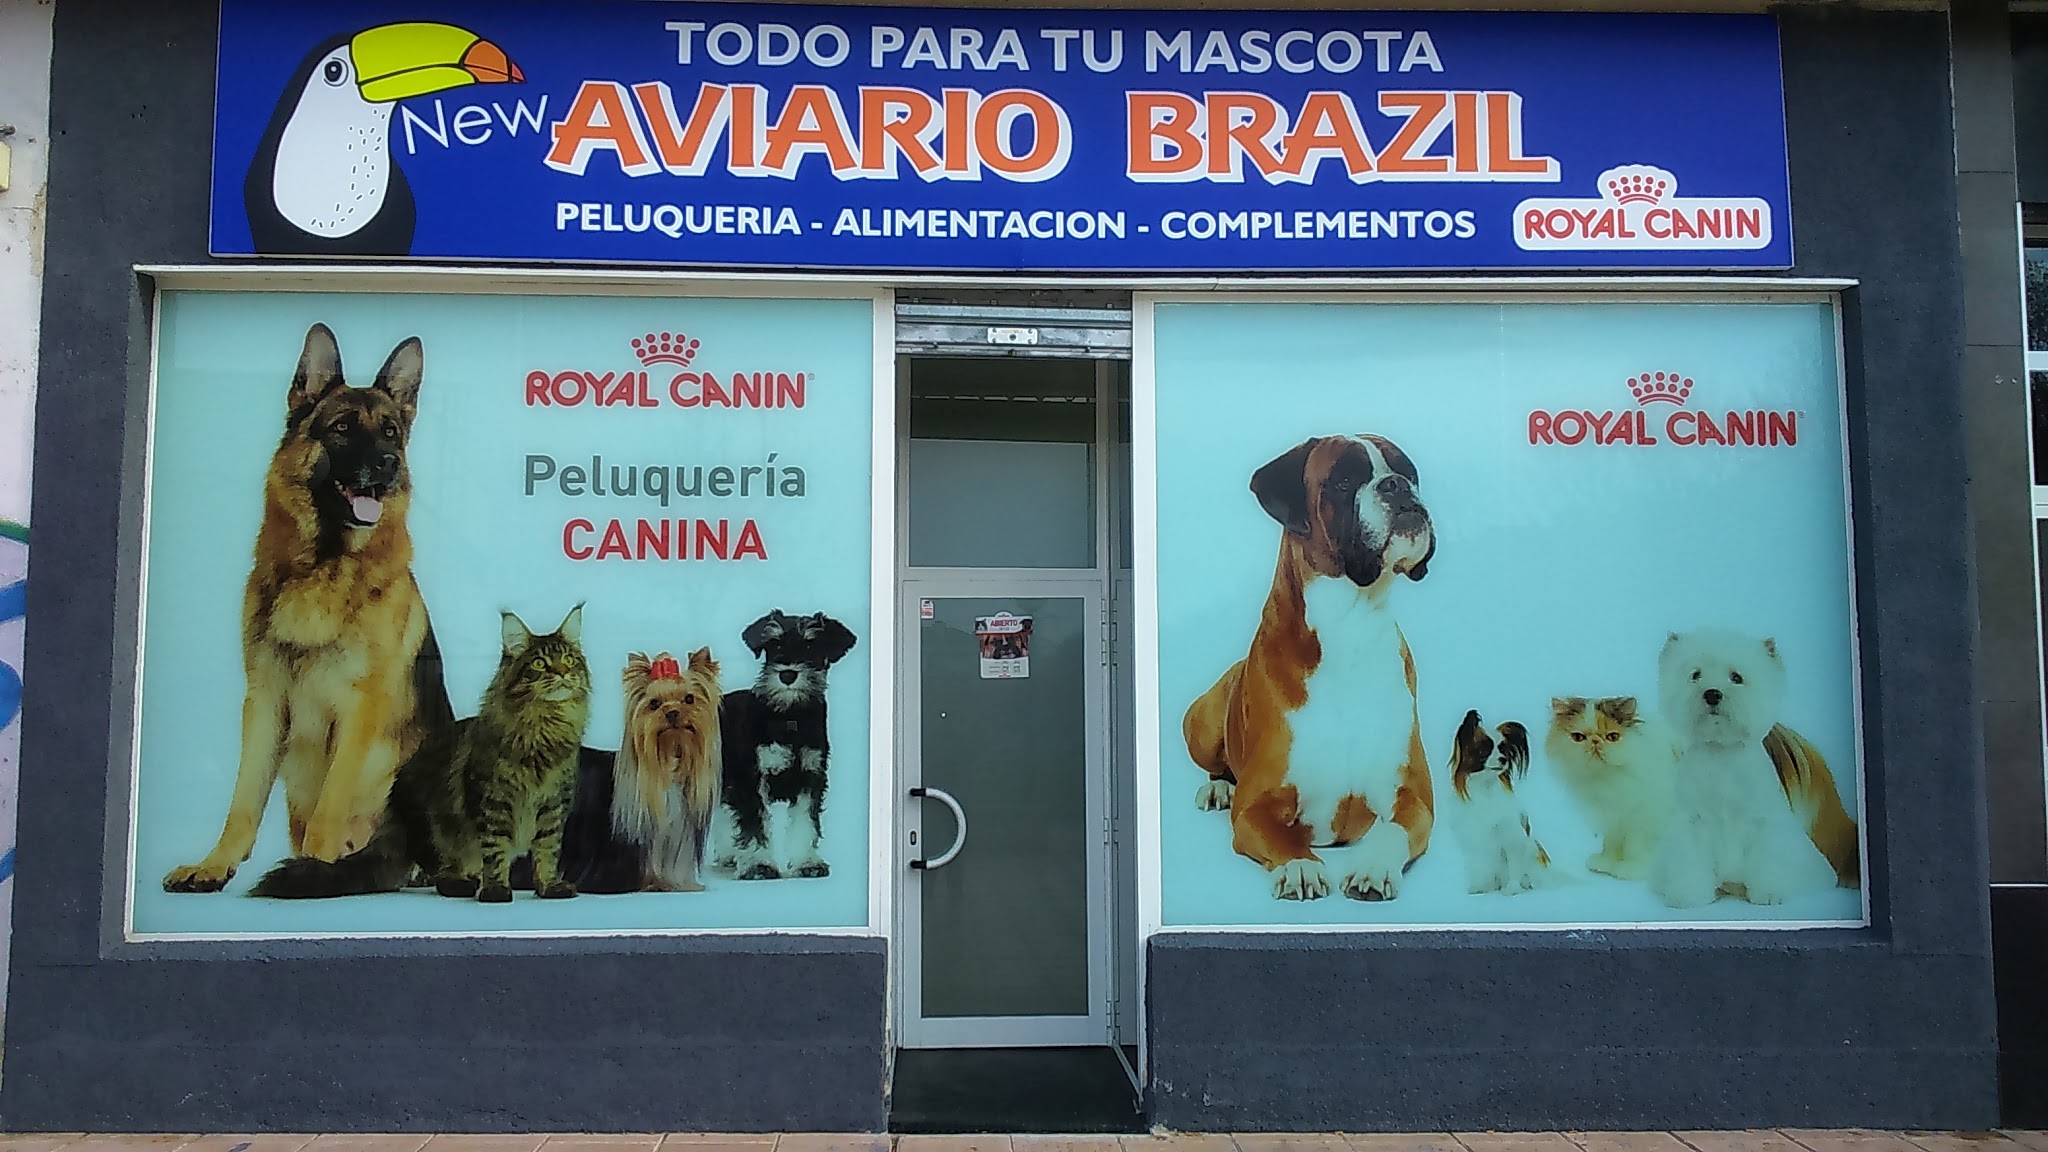 TODO PARA TU MASCOTA
New AVIARIO BRAZIL
PELUQUERIA - ALIMENTACION - COMPLEMENTOS
ROYAL CANIN
ROYAL CANIN
Peluquería
CANINA
ABIERTO
ROYAL CANIN